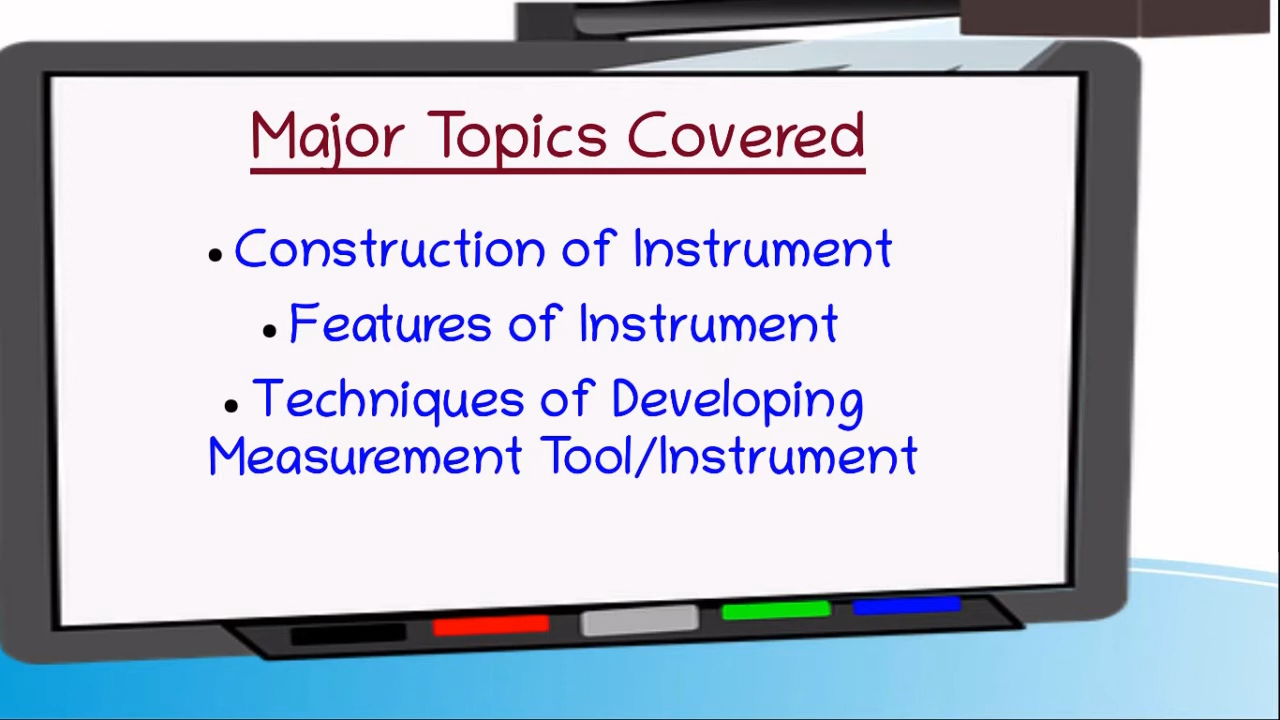 Major Topics Covered
• Construction of Instrument
• Features of Instrument
• Techniques of Developing
Measurement Tool/Instrument